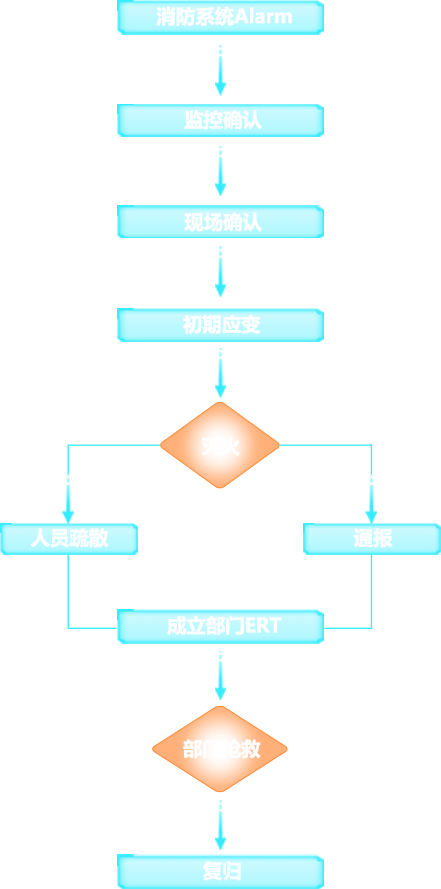 消防系统Alarm
监控确认
现场确认
初期应变
灭火
人员疏散
通报
成立部门ERT
部门抢救
复归